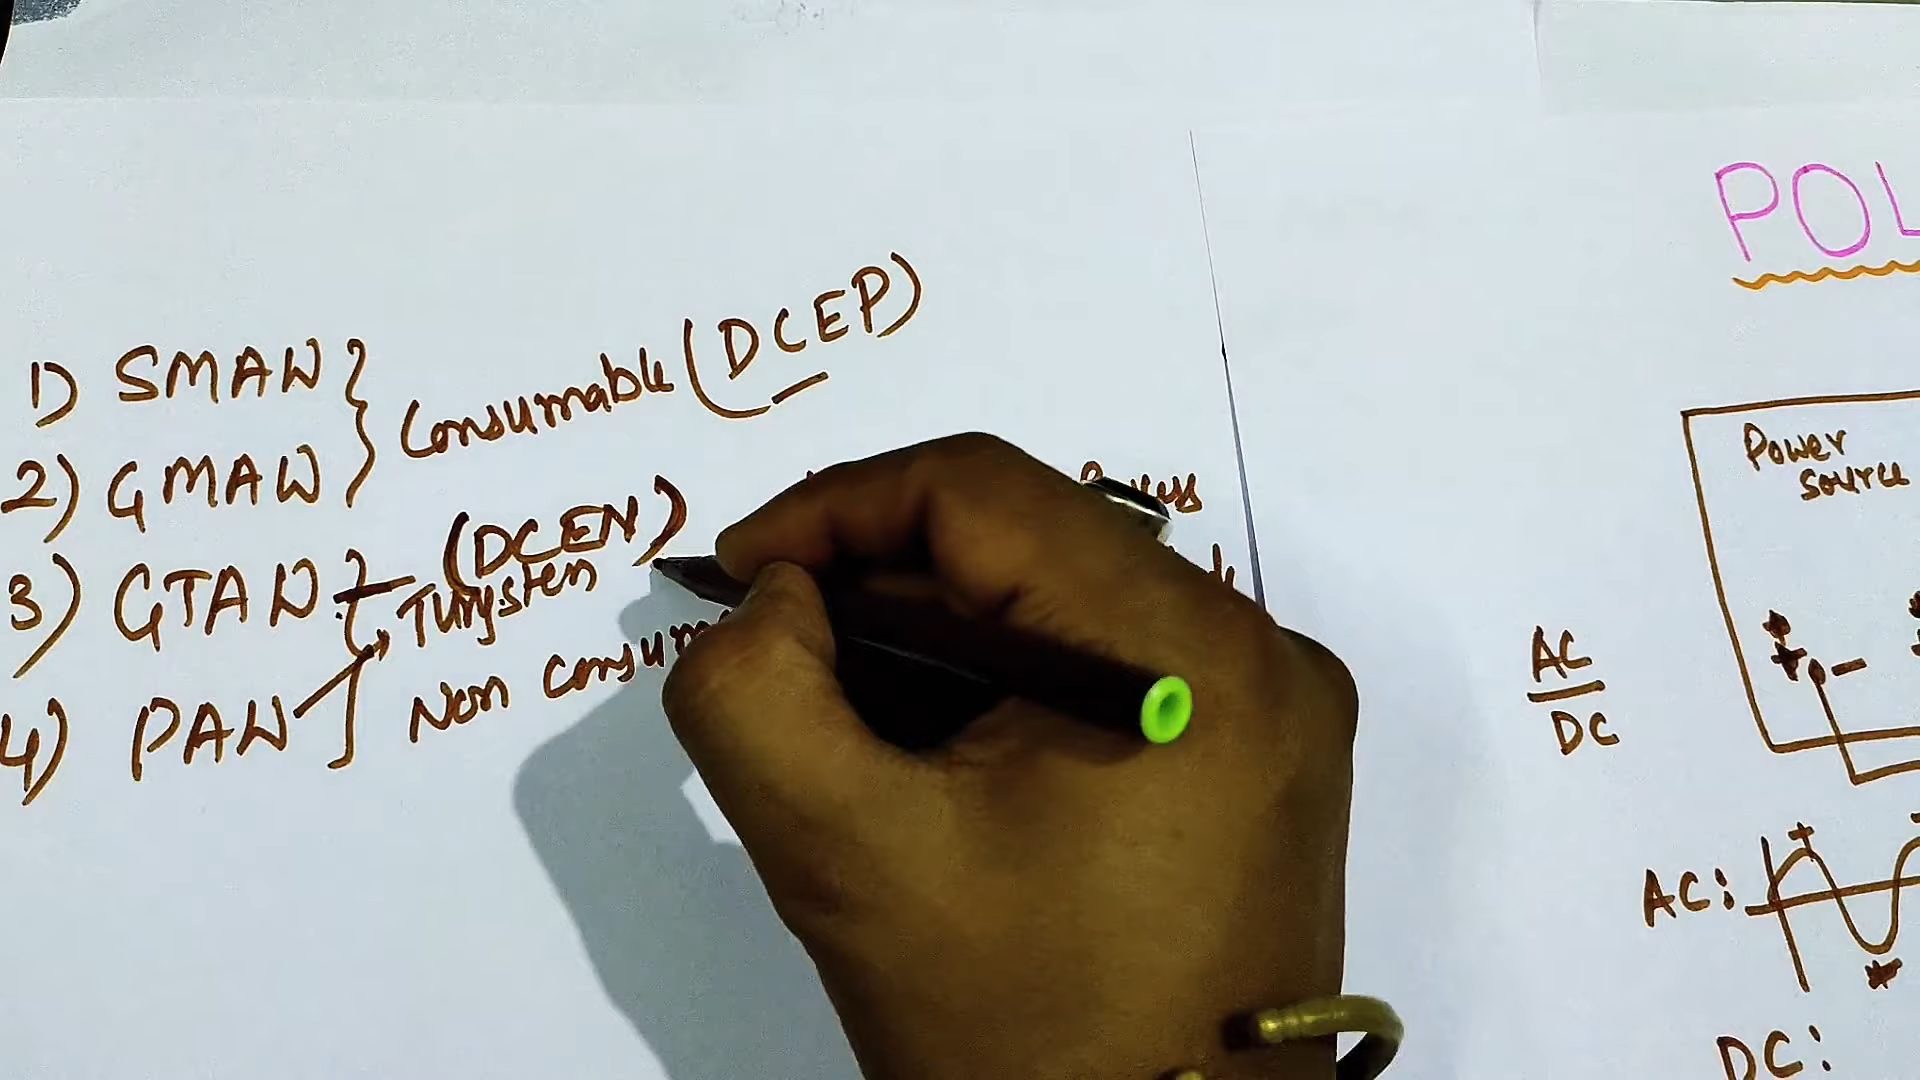 POL
1) SMAW
2) GMAW
Consumable (DCEP)
3) GTAW
(DCEN)
Tungsten
4) PAW
Non
Power
source
+ -
AC
DC
AC:
+
DC: